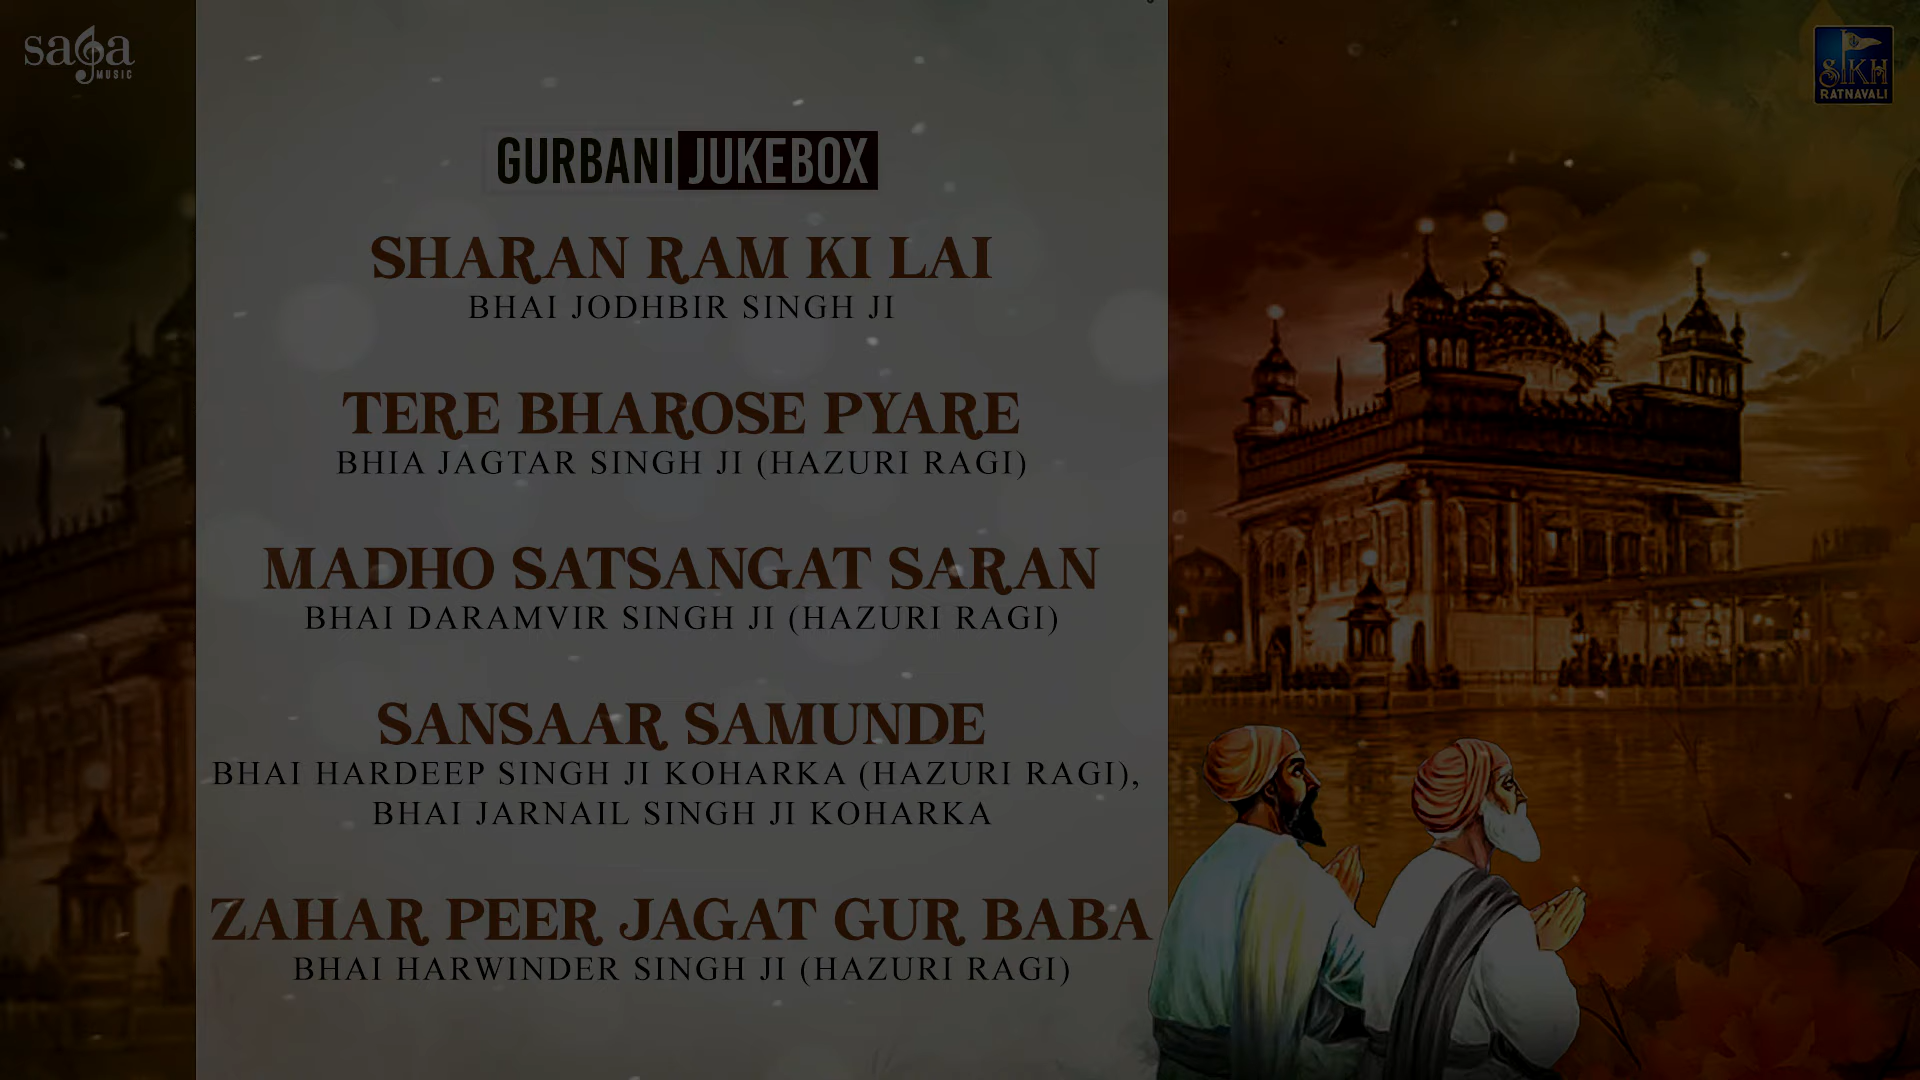 saga
MUSIC
SIKH
RATNAVALI
GURBANI JUKEBOX
SHARAN RAM KI LAI
BHAI JODHBIR SINGH JI
TERE BHAROSE PYARE
BHIA JAGTAR SINGH JI (HAZURI RAGI)
MADHO SATSANGAT SARAN
BHAI DARAMVIR SINGH JI (HAZURI RAGI)
SANSAAR SAMUNDE
BHAI HARDEEP SINGH JI KOHARKA (HAZURI RAGI),
BHAI JARNAIL SINGH JI KOHARKA
ZAHAR PEER JAGAT GUR BABA
BHAI HARWINDER SINGH JI (HAZURI RAGI)